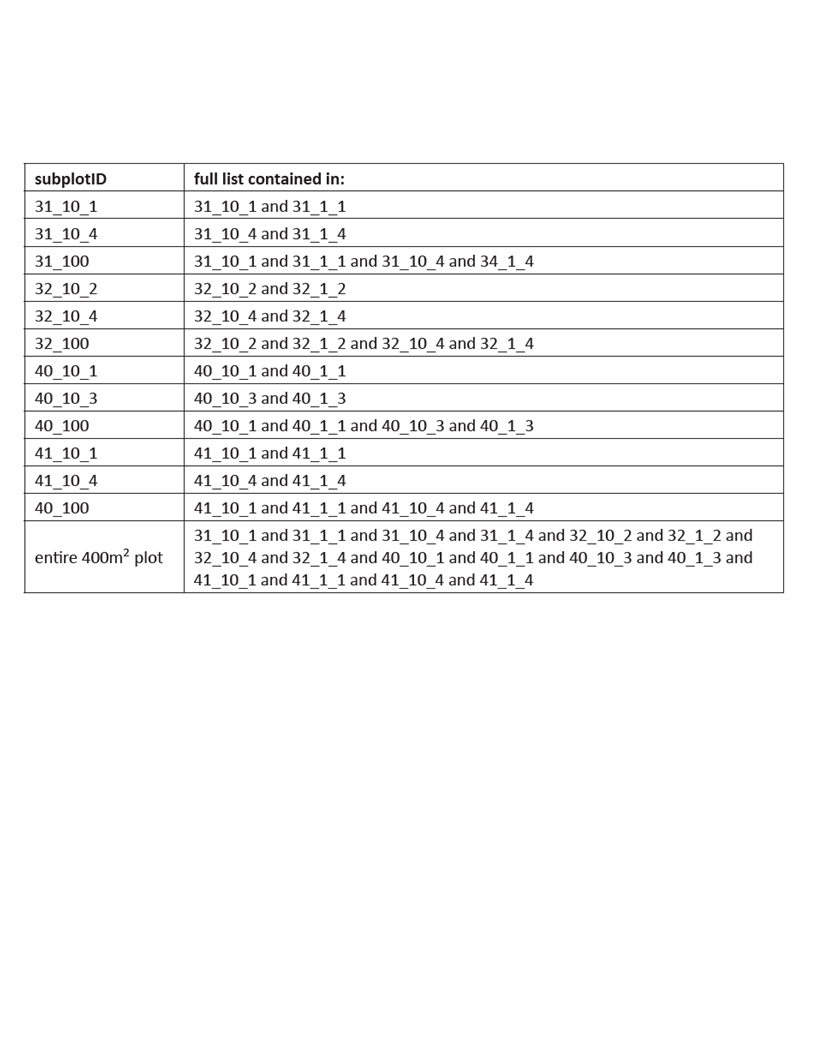 subplotID full list contained in:
31_10_1 31_10_1 and 31_1_1
31_10_4 31_10_4 and 31_1_4
31_100 31_10_1 and 31_1_1 and 31_10_4 and 34_1_4
32_10_2 32_10_2 and 32_1_2
32_10_4 32_10_4 and 32_1_4
32_100 32_10_2 and 32_1_2 and 32_10_4 and 32_1_4
40_10_1 40_10_1 and 40_1_1
40_10_3 40_10_3 and 40_1_3
40_100 40_10_1 and 40_1_1 and 40_10_3 and 40_1_3
41_10_1 41_10_1 and 41_1_1
41_10_4 41_10_4 and 41_1_4
40_100 41_10_1 and 41_1_1 and 41_10_4 and 41_1_4
entire 400m² plot
31_10_1 and 31_1_1 and 31_10_4 and 31_1_4 and 32_10_2 and 32_1_2 and
32_10_4 and 32_1_4 and 40_10_1 and 40_1_1 and 40_10_3 and 40_1_3 and
41_10_1 and 41_1_1 and 41_10_4 and 41_1_4